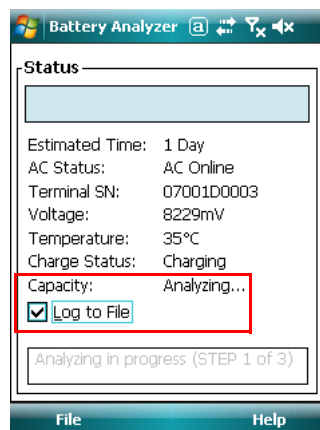 Battery Analyzer a
Status
Estimated Time: 1 Day
AC Status: AC Online
Terminal SN: 07001D0003
Voltage: 8229mV
Temperature: 35°C
Charge Status: Charging
Capacity: Analyzing...
Log to File
Analyzing in progress (STEP 1 of 3)
File Help